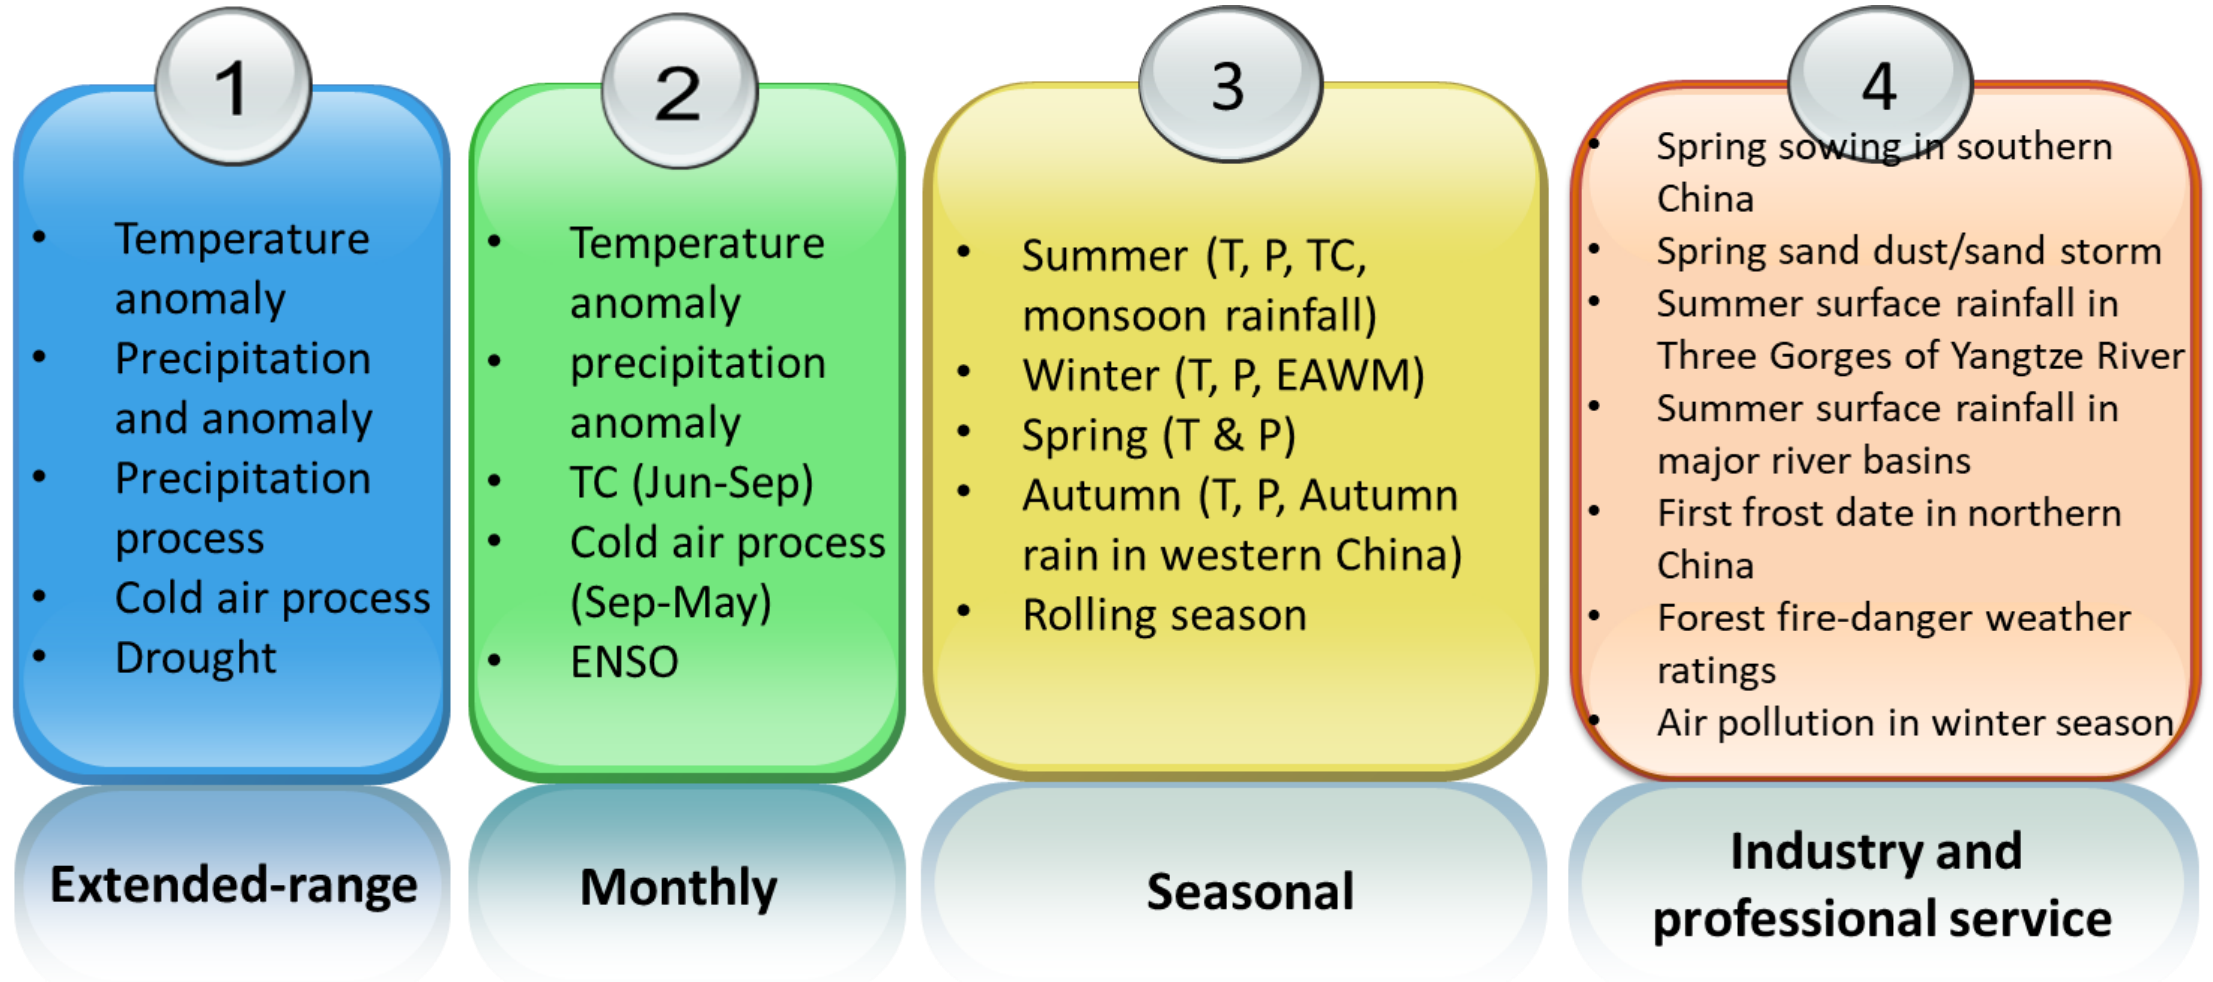 1
• Temperature
anomaly
• Precipitation
and anomaly
• Precipitation
process
• Cold air process
• Drought
Extended-range
2
• Temperature
anomaly
• precipitation
anomaly
• TC (Jun-Sep)
• Cold air process
(Sep-May)
• ENSO
Monthly
3
• Summer (T, P, TC,
monsoon rainfall)
• Winter (T, P, EAWM)
• Spring (T & P)
• Autumn (T, P, Autumn
rain in western China)
• Rolling season
Seasonal
4
• Spring sowing in southern
China
• Spring sand dust/sand storm
• Summer surface rainfall in
Three Gorges of Yangtze River
• Summer surface rainfall in
major river basins
• First frost date in northern
China
• Forest fire-danger weather
ratings
• Air pollution in winter season
Industry and
professional service